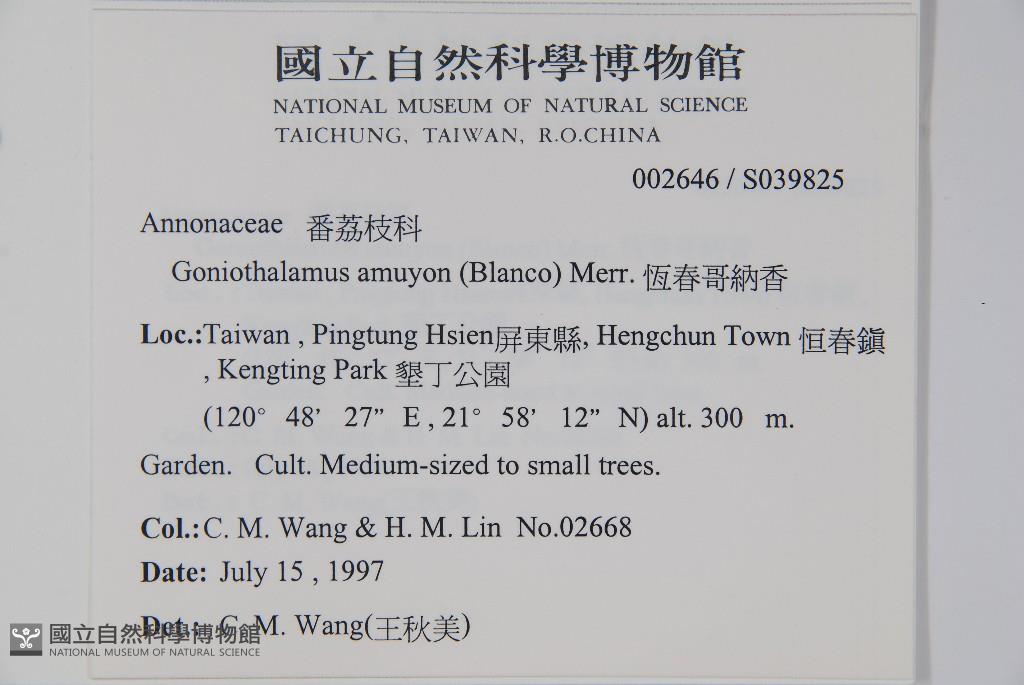 國立自然科學博物館
NATIONAL MUSEUM OF NATURAL SCIENCE
TAICHUNG, TAIWAN, R.O.CHINA
002646 / S039825
Annonaceae 番荔枝科
Goniothalamus amuyon (Blanco) Merr. 恆春哥納香
Loc.:Taiwan , Pingtung Hsien屏東縣, Hengchun Town 恒春鎮
, Kengting Park 墾丁公園
(120° 48’ 27” E , 21° 58’ 12” N) alt. 300 m.
Garden. Cult. Medium-sized to small trees.
Col.:C. M. Wang & H. M. Lin No.02668
Date: July 15 , 1997
Det.: C. M. Wang(王秋美)
國立自然科學博物館
NATIONAL MUSEUM OF NATURAL SCIENCE